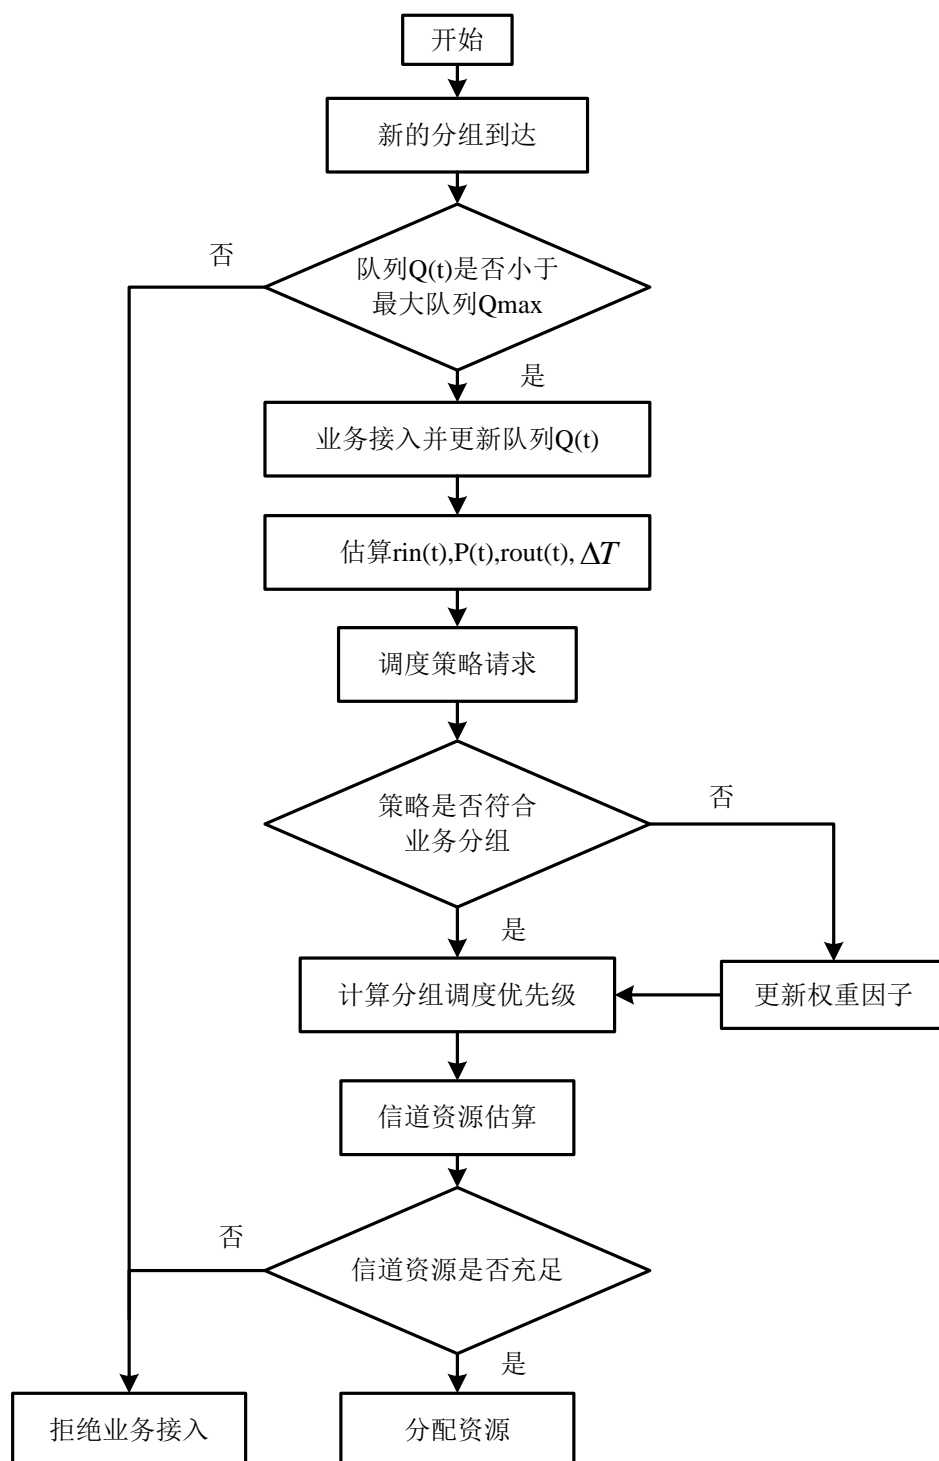 开始
新的分组到达
否
队列Q(t)是否小于
最大队列Qmax
是
业务接入并更新队列Q(t)
估算rin(t),P(t),rout(t), ΔT
调度策略请求
策略是否符合
业务分组
否
是
计算分组调度优先级
更新权重因子
信道资源估算
否
信道资源是否充足
是
拒绝业务接入
分配资源